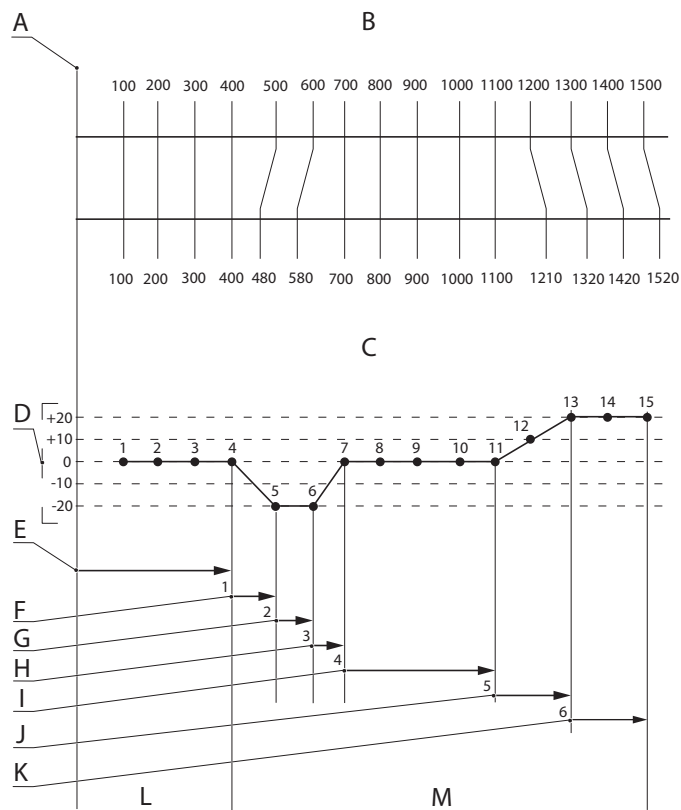 A
B
100 200 300 400 500 600 700 800 900 1000 1100 1200 1300 1400 1500
100 200 300 400 480 580 700 800 900 1000 1100 1210 1320 1420 1520
C
D
+20
+10
0
-10
-20
1 2 3 4 5 6 7 8 9 10 11 12 13 14 15
E
F 1
G 2
H 3
I 4
J 5
K 6
L M